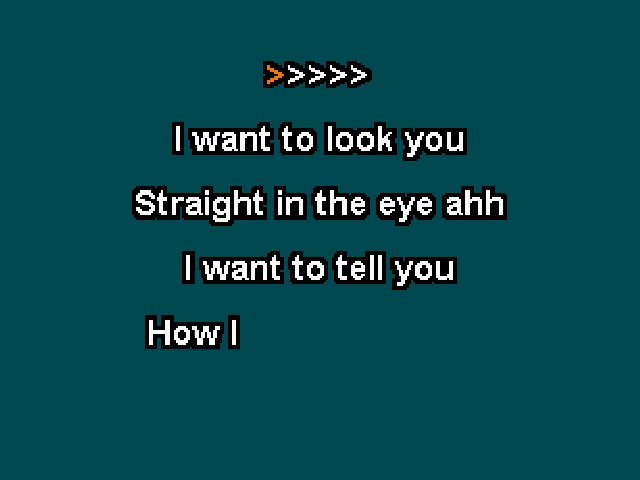 >>>>>
I want to look you
Straight in the eye ahh
I want to tell you
How I